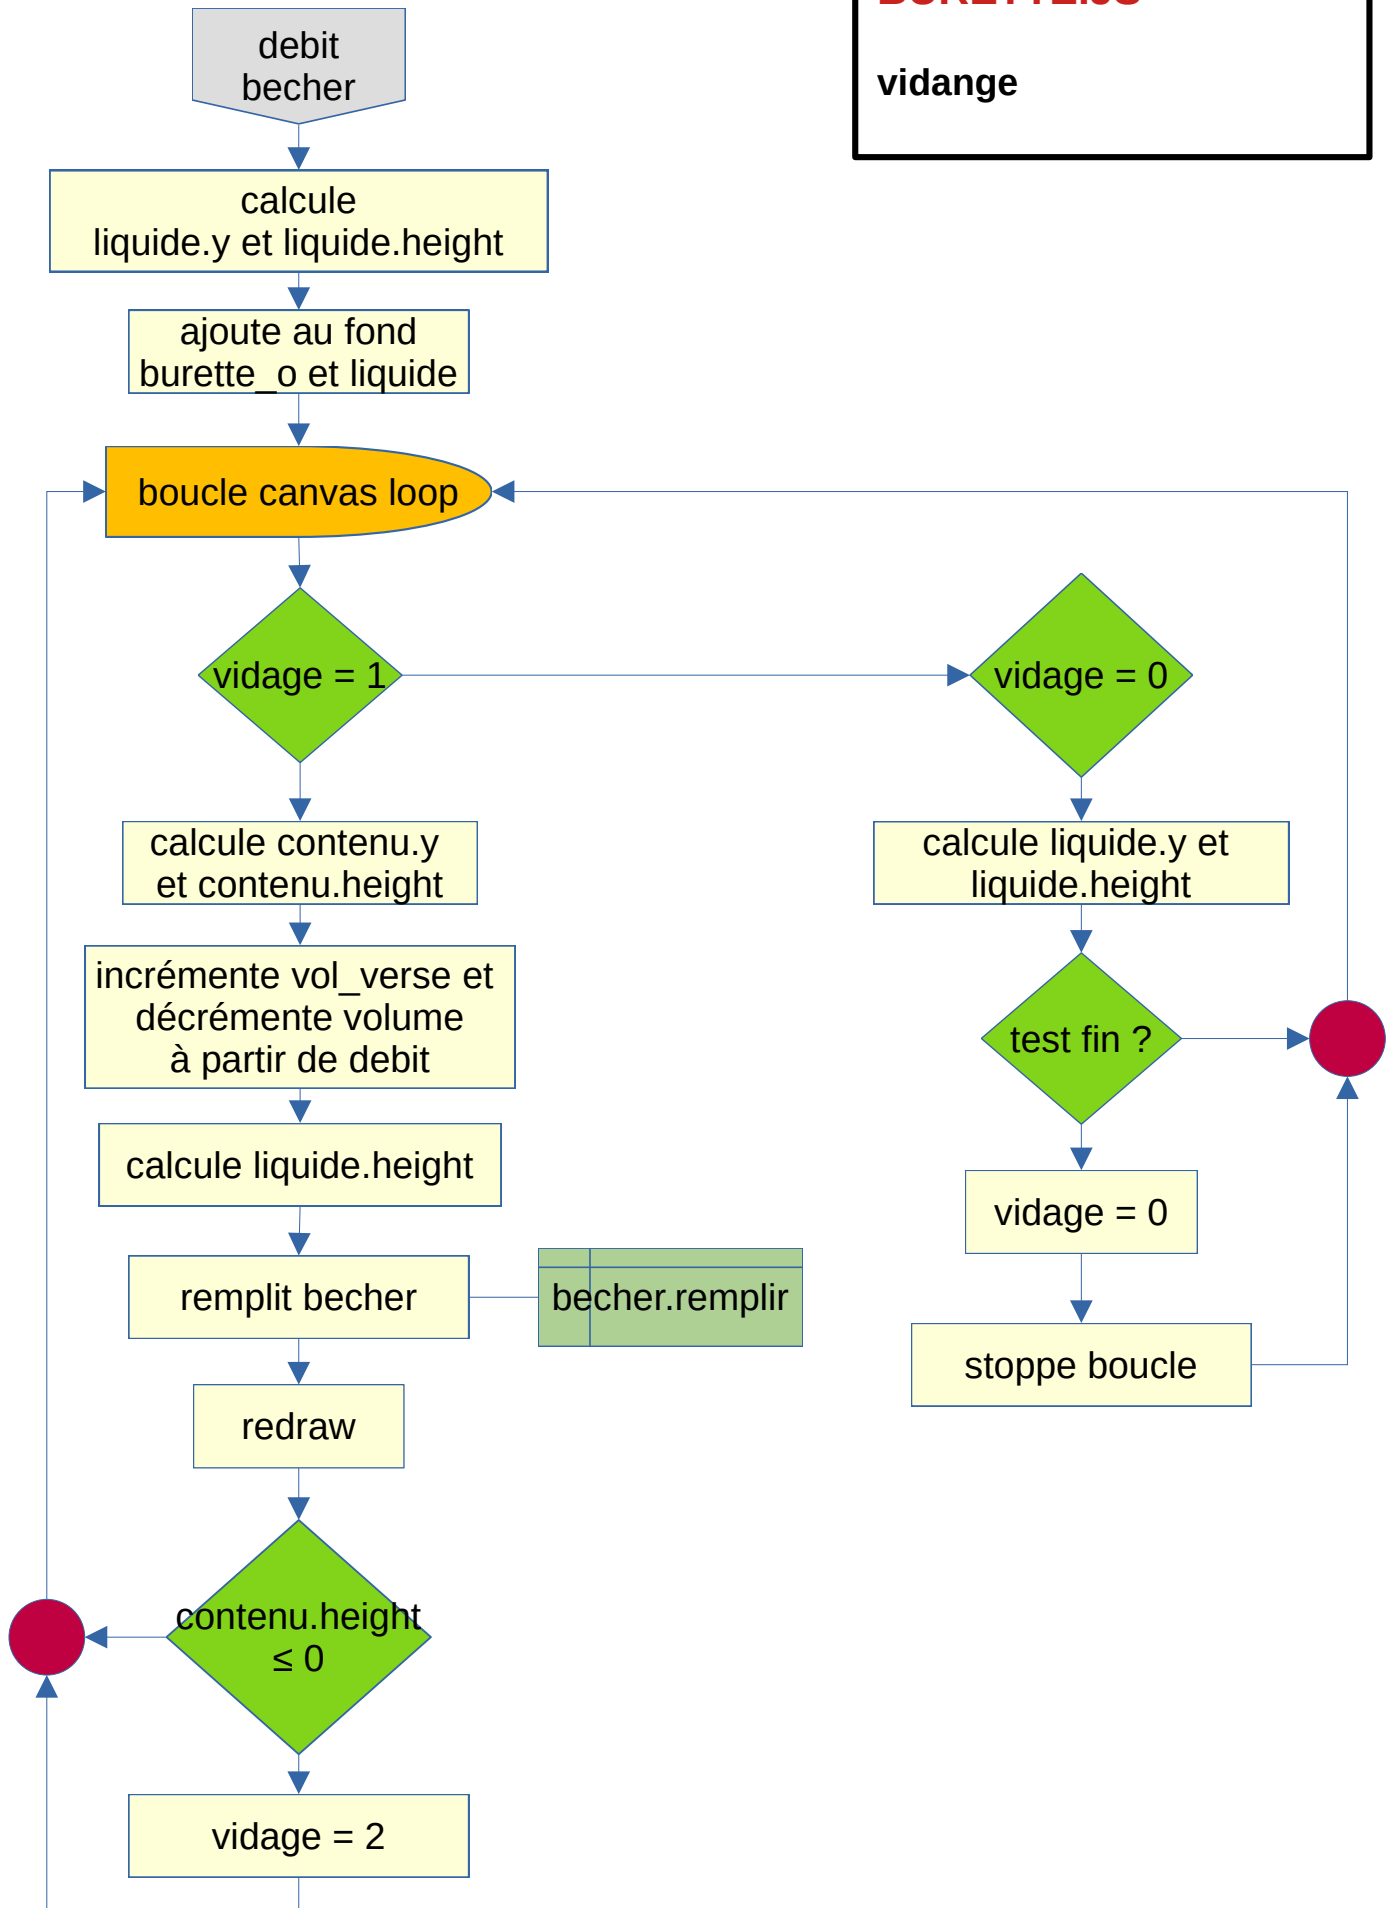 BURETTE.JS
vidange
debit
becher
calcule
liquide.y et liquide.height
ajoute au fond
burette_o et liquide
boucle canvas loop
vidage = 1
vidage = 0
calcule contenu.y
et contenu.height
calcule liquide.y et
liquide.height
incrémente vol_verse et
décrémente volume
à partir de debit
test fin ?
calcule liquide.height
vidage = 0
remplit becher
becher.remplir
stoppe boucle
redraw
contenu.height
≤ 0
vidage = 2